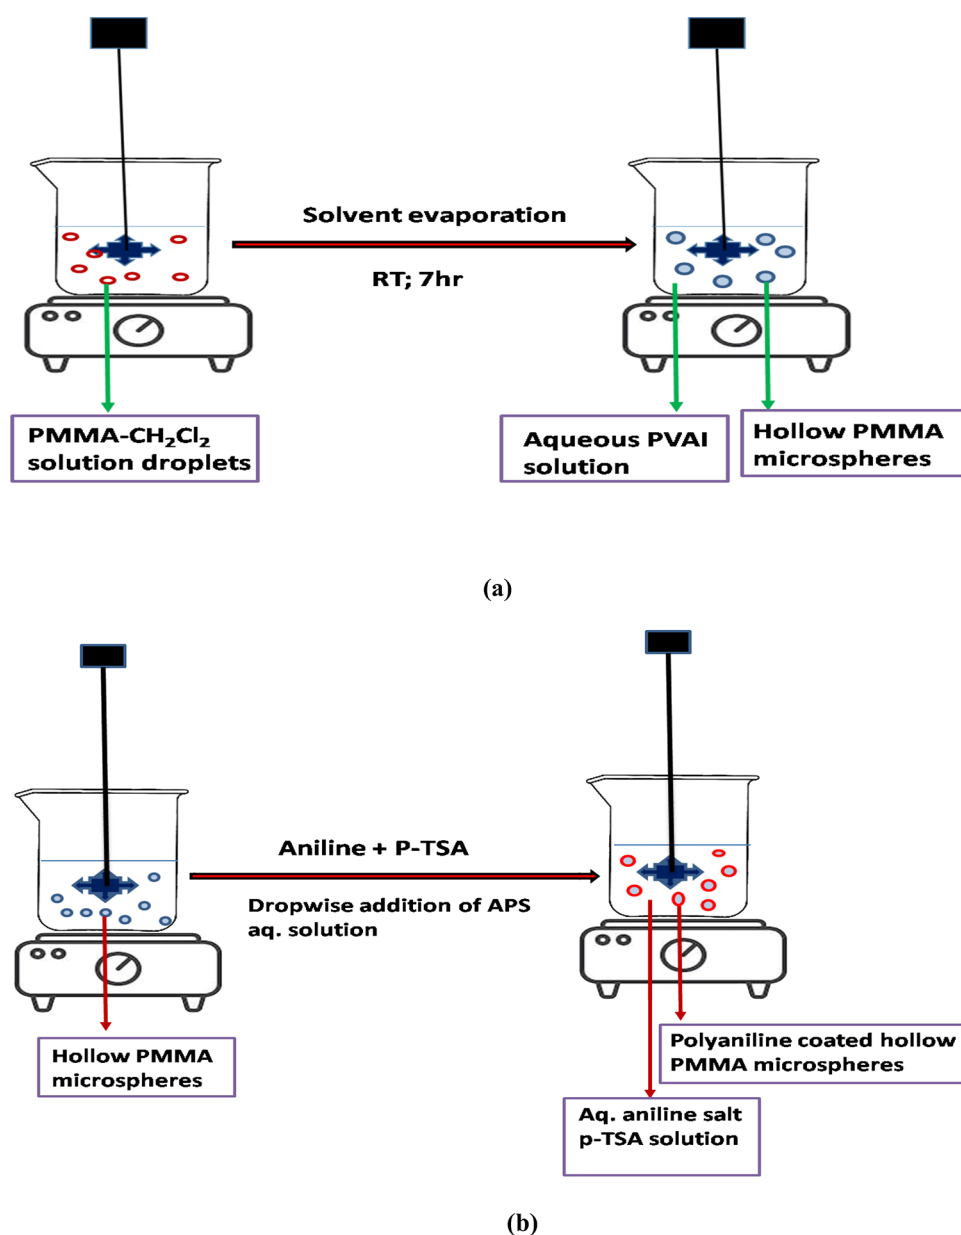 Solvent evaporation
RT; 7hr
PMMA-CH₂Cl₂
solution droplets
Aqueous PVAI
solution
Hollow PMMA
microspheres
(a)
Aniline + P-TSA
Dropwise addition of APS
aq. solution
Hollow PMMA
microspheres
Polyaniline coated hollow
PMMA microspheres
Aq. aniline salt
p-TSA solution
(b)